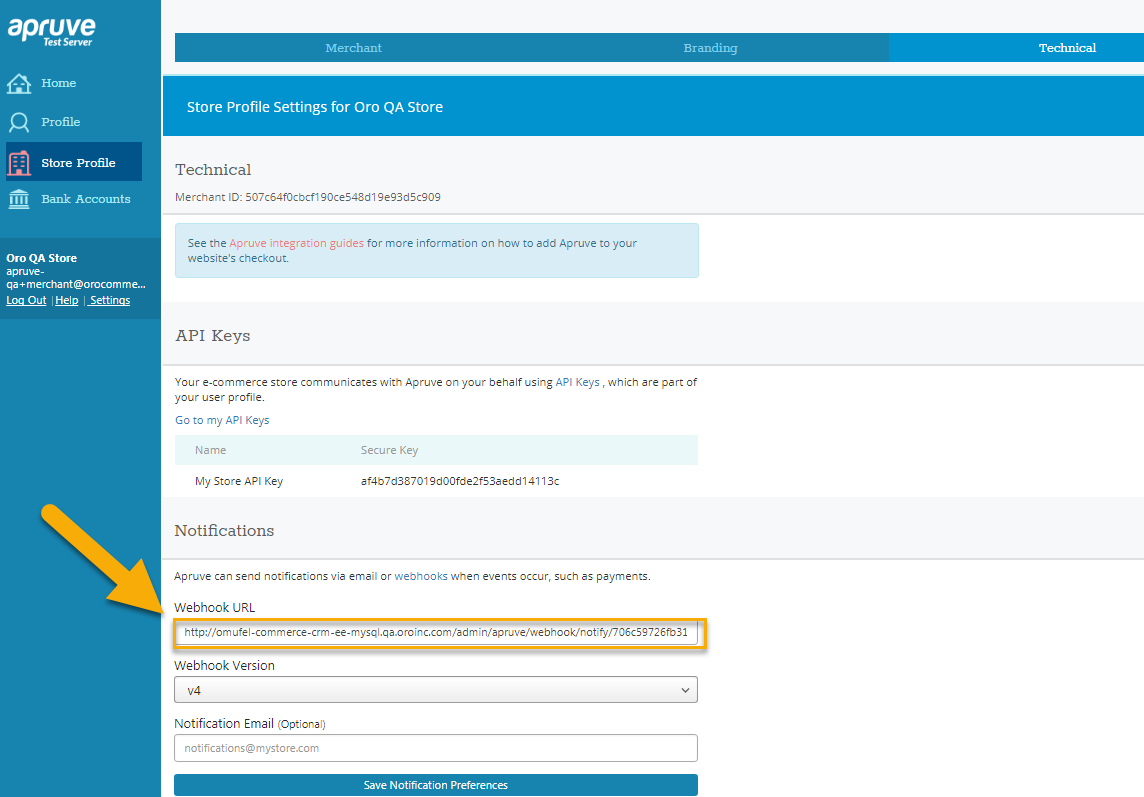 apruve
Test Server
Home
Profile
Store Profile
Bank Accounts
Oro QA Store
apruve-
qa+merchant@orocomme...
Log Out | Help | Settings
Merchant Branding Technical
Store Profile Settings for Oro QA Store
Technical
Merchant ID: 507c64f0cbcf190ce548d19e93d5c909
See the Apruve integration guides for more information on how to add Apruve to your
website's checkout.
API Keys
Your e-commerce store communicates with Apruve on your behalf using API Keys , which are part of
your user profile.
Go to my API Keys
Name Secure Key
My Store API Key af4b7d387019d00fde2f53aedd14113c
Notifications
Apruve can send notifications via email or webhooks when events occur, such as payments.
Webhook URL
http://omufel-commerce-crm-ee-mysql.qa.oroinc.com/admin/apruve/webhook/notify/706c59726fb31
Webhook Version
v4
Notification Email (Optional)
notifications@mystore.com
Save Notification Preferences